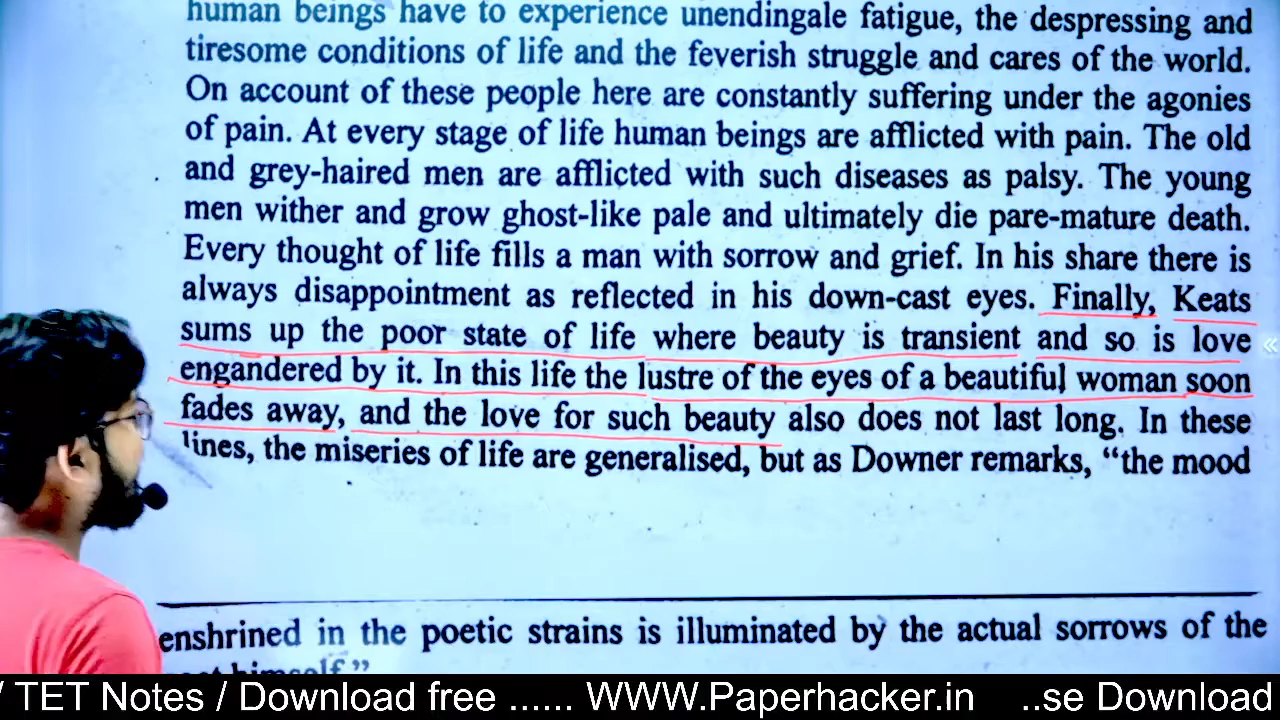 human beings have to experience unendingale fatigue, the despressing and
tiresome conditions of life and the feverish struggle and cares of the world.
On account of these people here are constantly suffering under the agonies
of pain. At every stage of life human beings are afflicted with pain. The old
and grey-haired men are afflicted with such diseases as palsy. The young
men wither and grow ghost-like pale and ultimately die pare-mature death.
Every thought of life fills a man with sorrow and grief. In his share there is
always disappointment as reflected in his down-cast eyes. Finally, Keats
sums up the poor state of life where beauty is transient and so is love
engandered by it. In this life the lustre of the eyes of a beautiful woman soon
fades away, and the love for such beauty also does not last long. In these
lines, the miseries of life are generalised, but as Downer remarks, “the mood
enshrined in the poetic strains is illuminated by the actual sorrows of the
himself”
/ TET Notes / Download free ...... WWW.Paperhacker.in ..se Download